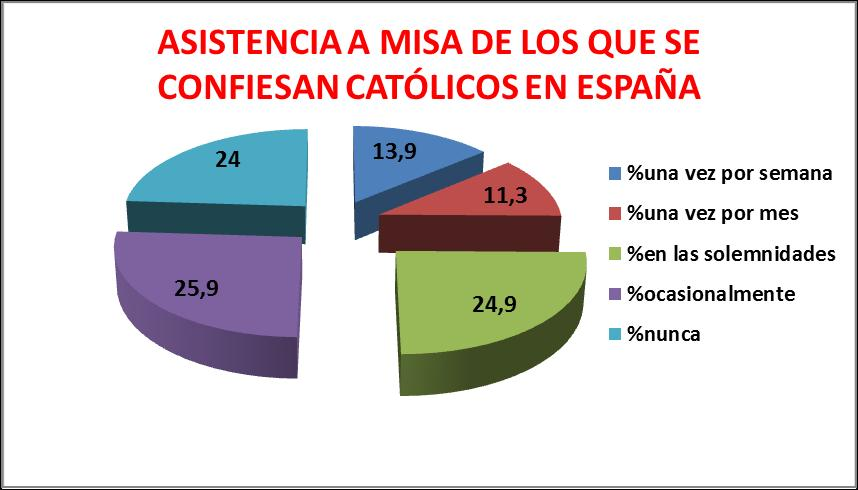 ASISTENCIA A MISA DE LOS QUE SE
CONFIESAN CATÓLICOS EN ESPAÑA
24
13,9
11,3
25,9
24,9
%una vez por semana
%una vez por mes
%en las solemnidades
%ocasionalmente
%nunca